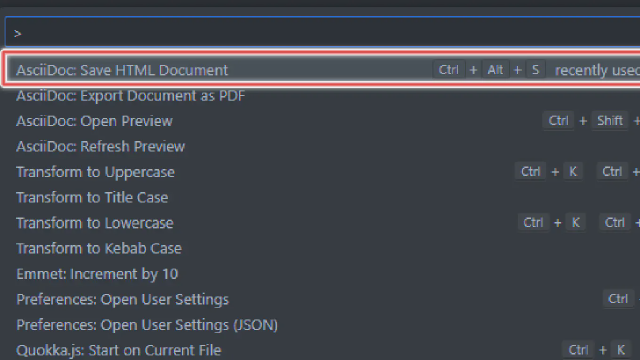 >
AsciiDoc: Save HTML Document Ctrl + Alt + S recently used
AsciiDoc: Export Document as PDF
AsciiDoc: Open Preview Ctrl + Shift +
AsciiDoc: Refresh Preview
Transform to Uppercase Ctrl + K Ctrl +
Transform to Title Case
Transform to Lowercase Ctrl + K Ctrl +
Transform to Kebab Case
Emmet: Increment by 10
Preferences: Open User Settings Ctrl
Preferences: Open User Settings (JSON)
Quokka.js: Start on Current File Ctrl + K